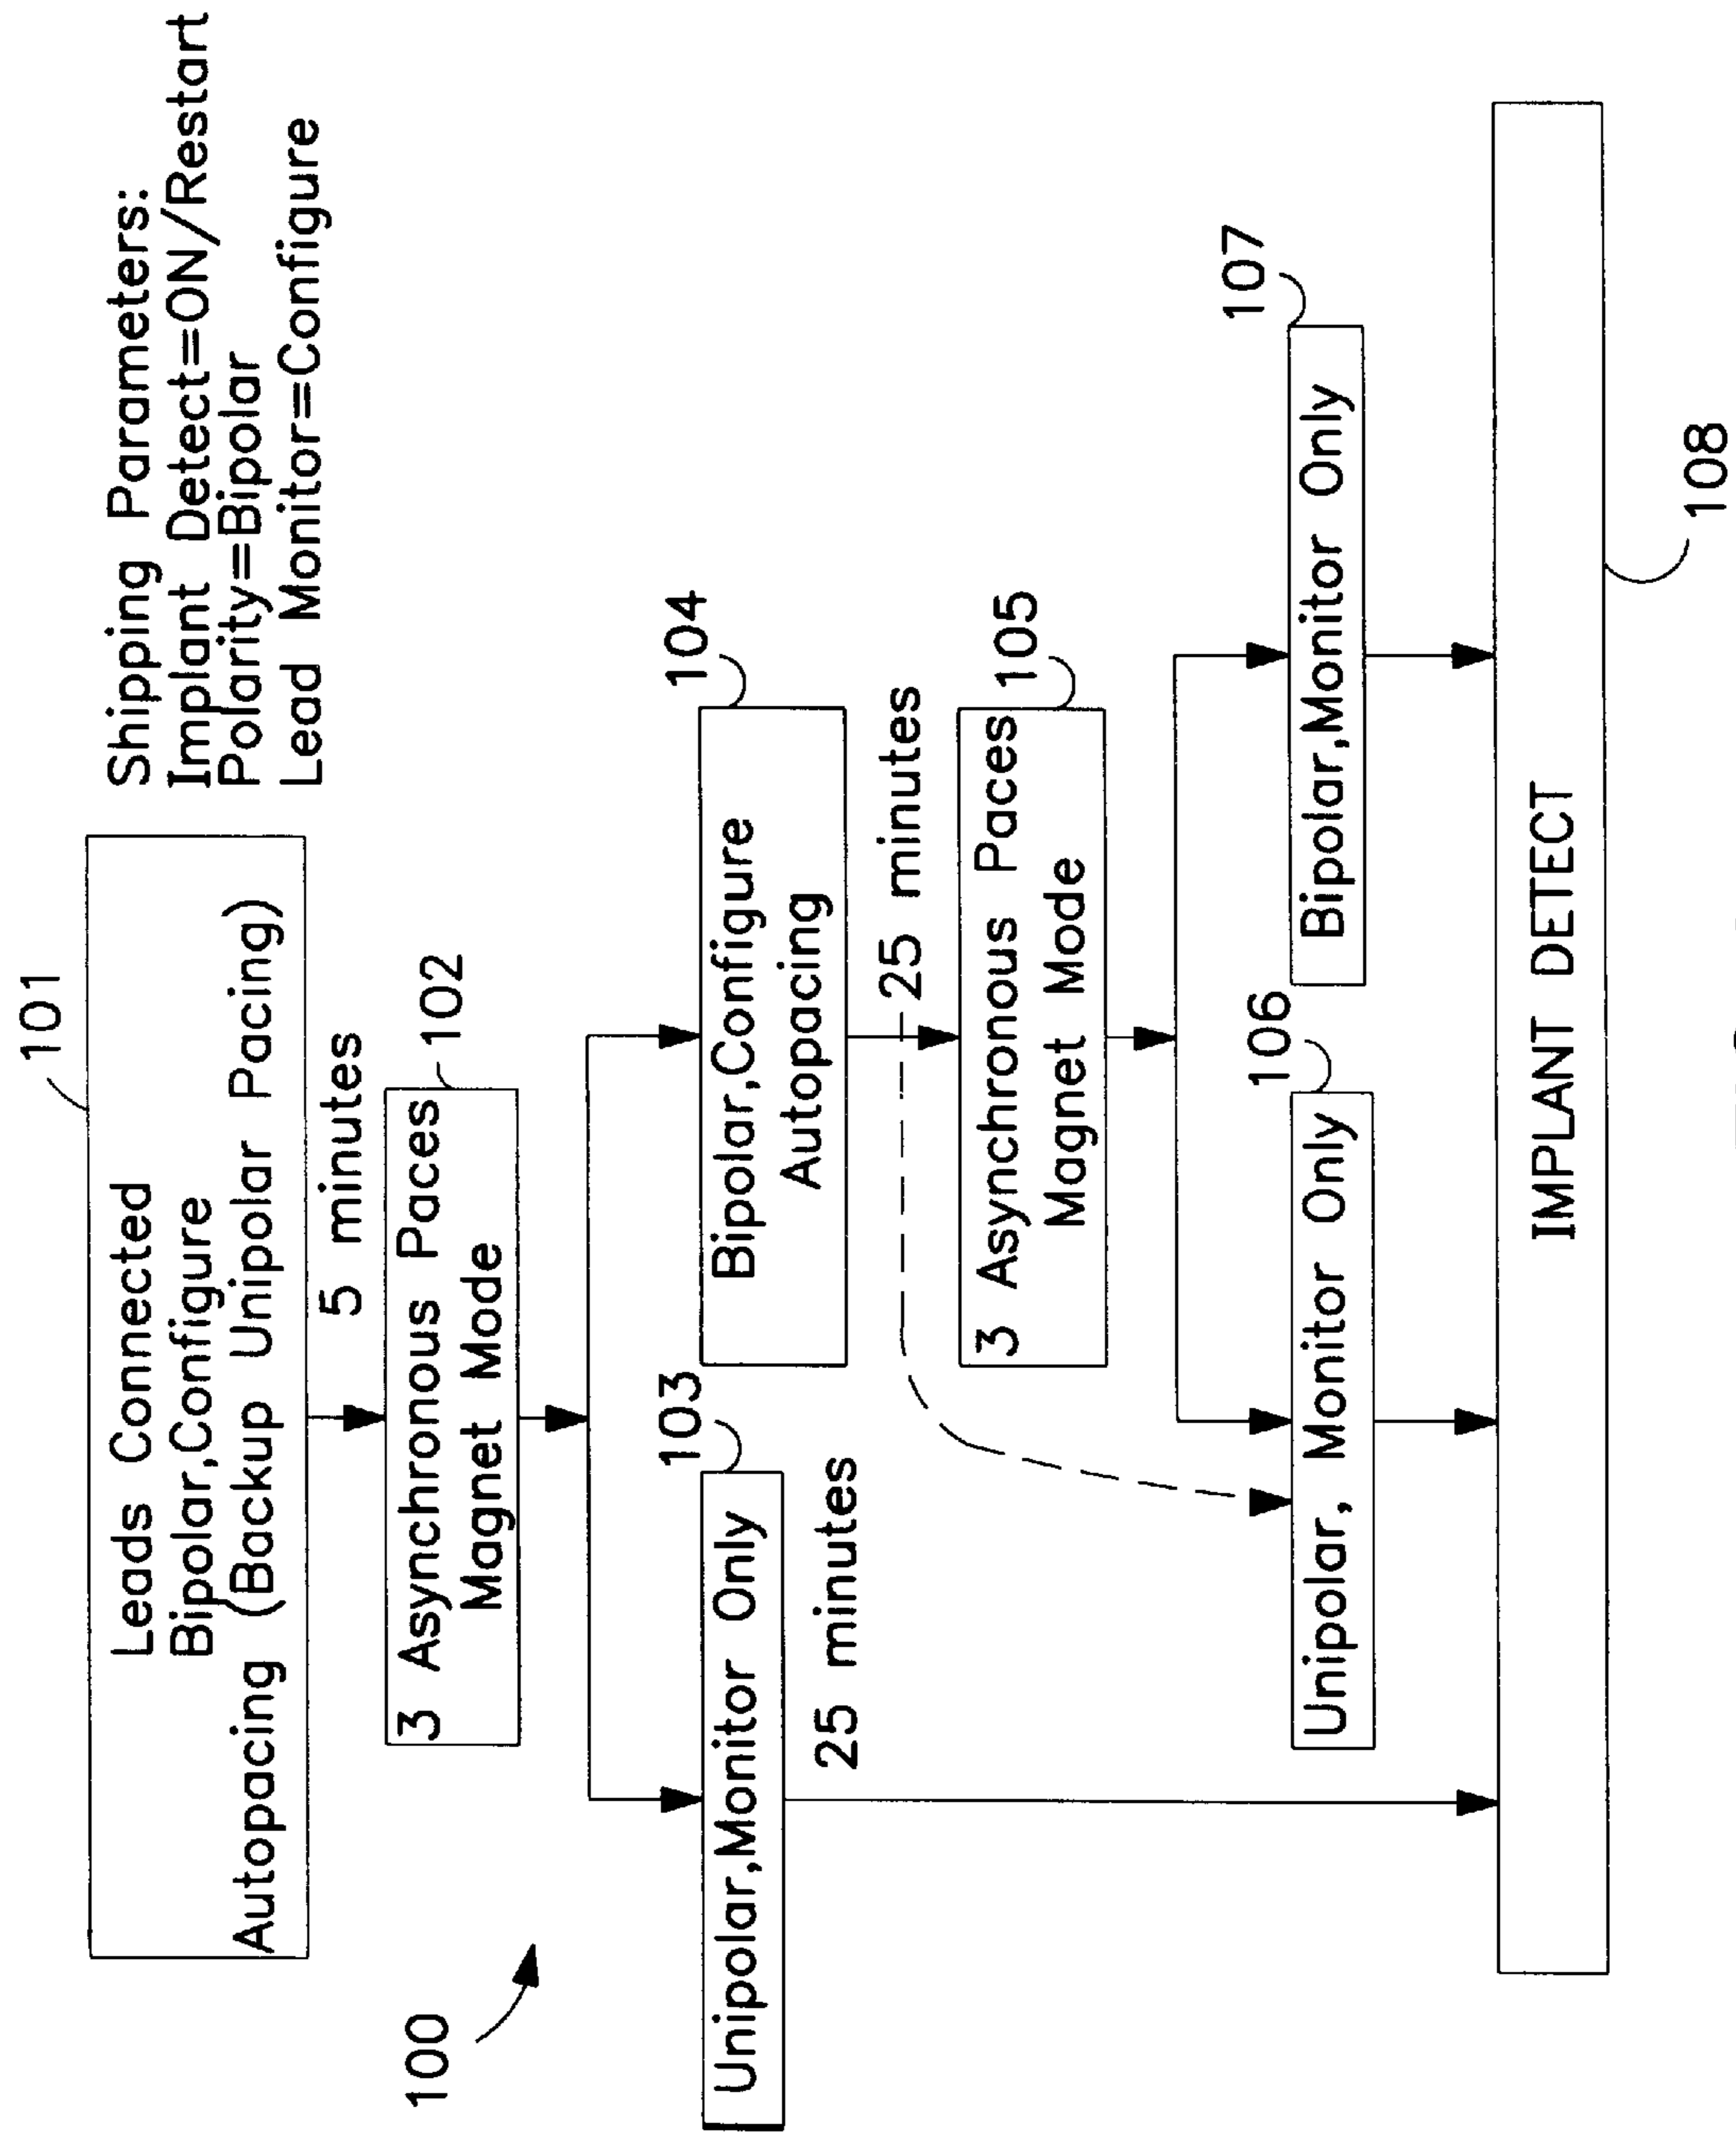 101
Leads Connected
Bipolar,Configure
Autopacing (Backup Unipolar Pacing)
Shipping Parameters:
Implant Detect=ON/Restart
Polarity=Bipolar
Lead Monitor=Configure
5 minutes
100
3 Asynchronous Paces
Magnet Mode
102
103
Unipolar,Monitor Only
25 minutes
104
Bipolar,Configure
Autopacing
25 minutes
105
3 Asynchronous Paces
Magnet Mode
106
Unipolar, Monitor Only
107
Bipolar,Monitor Only
IMPLANT DETECT
108